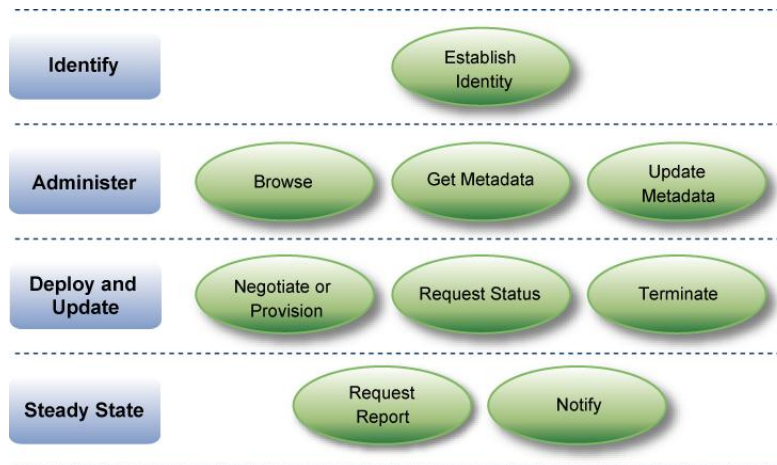 Identify
Establish
Identity
Administer
Browse
Get Metadata
Update
Metadata
Deploy and
Update
Negotiate or
Provision
Request Status
Terminate
Steady State
Request
Report
Notify